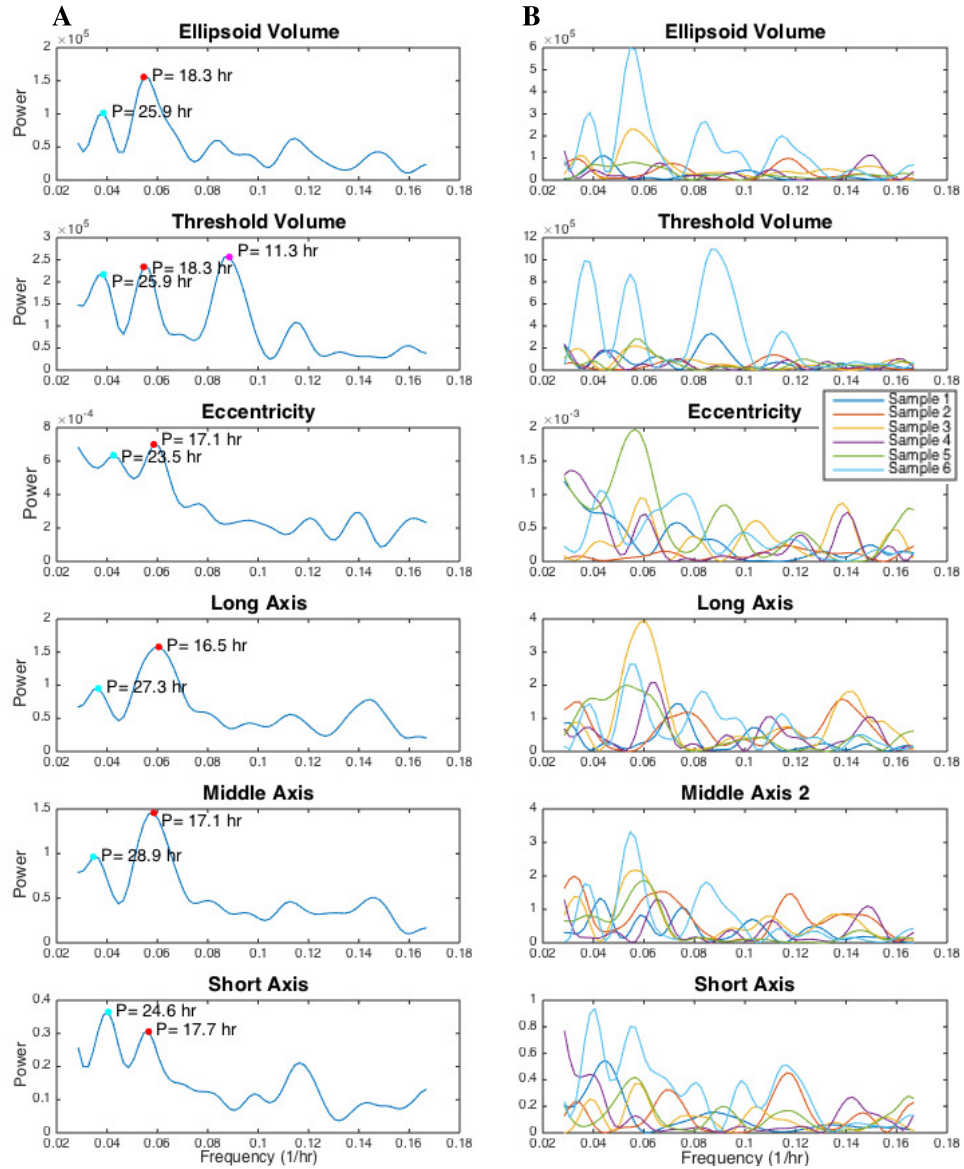 A
Ellipsoid Volume
×10⁵
2
1.5
1
0.5
0
Power
P= 18.3 hr
P= 25.9 hr
0.02 0.04 0.06 0.08 0.1 0.12 0.14 0.16 0.18
Threshold Volume
×10⁵
3
2.5
2
1.5
1
0.5
0
Power
P= 11.3 hr
P= 18.3 hr
P= 25.9 hr
0.02 0.04 0.06 0.08 0.1 0.12 0.14 0.16 0.18
Eccentricity
×10⁻⁴
8
6
4
2
0
Power
P= 17.1 hr
P= 23.5 hr
0.02 0.04 0.06 0.08 0.1 0.12 0.14 0.16 0.18
Long Axis
2
1.5
1
0.5
0
Power
P= 16.5 hr
P= 27.3 hr
0.02 0.04 0.06 0.08 0.1 0.12 0.14 0.16 0.18
Middle Axis
1.5
1
0.5
0
Power
P= 17.1 hr
P= 28.9 hr
0.02 0.04 0.06 0.08 0.1 0.12 0.14 0.16 0.18
Short Axis
0.4
0.3
0.2
0.1
0
Power
P= 24.6 hr
P= 17.7 hr
0.02 0.04 0.06 0.08 0.1 0.12 0.14 0.16 0.18
Frequency (1/hr)
B
Ellipsoid Volume
×10⁵
6
5
4
3
2
1
0
0.02 0.04 0.06 0.08 0.1 0.12 0.14 0.16 0.18
Threshold Volume
×10⁵
12
10
8
6
4
2
0
0.02 0.04 0.06 0.08 0.1 0.12 0.14 0.16 0.18
Eccentricity
×10⁻³
2
1.5
1
0.5
0
Sample 1
Sample 2
Sample 3
Sample 4
Sample 5
Sample 6
0.02 0.04 0.06 0.08 0.1 0.12 0.14 0.16 0.18
Long Axis
4
3
2
1
0
0.02 0.04 0.06 0.08 0.1 0.12 0.14 0.16 0.18
Middle Axis 2
4
3
2
1
0
0.02 0.04 0.06 0.08 0.1 0.12 0.14 0.16 0.18
Short Axis
1
0.8
0.6
0.4
0.2
0
0.02 0.04 0.06 0.08 0.1 0.12 0.14 0.16 0.18
Frequency (1/hr)